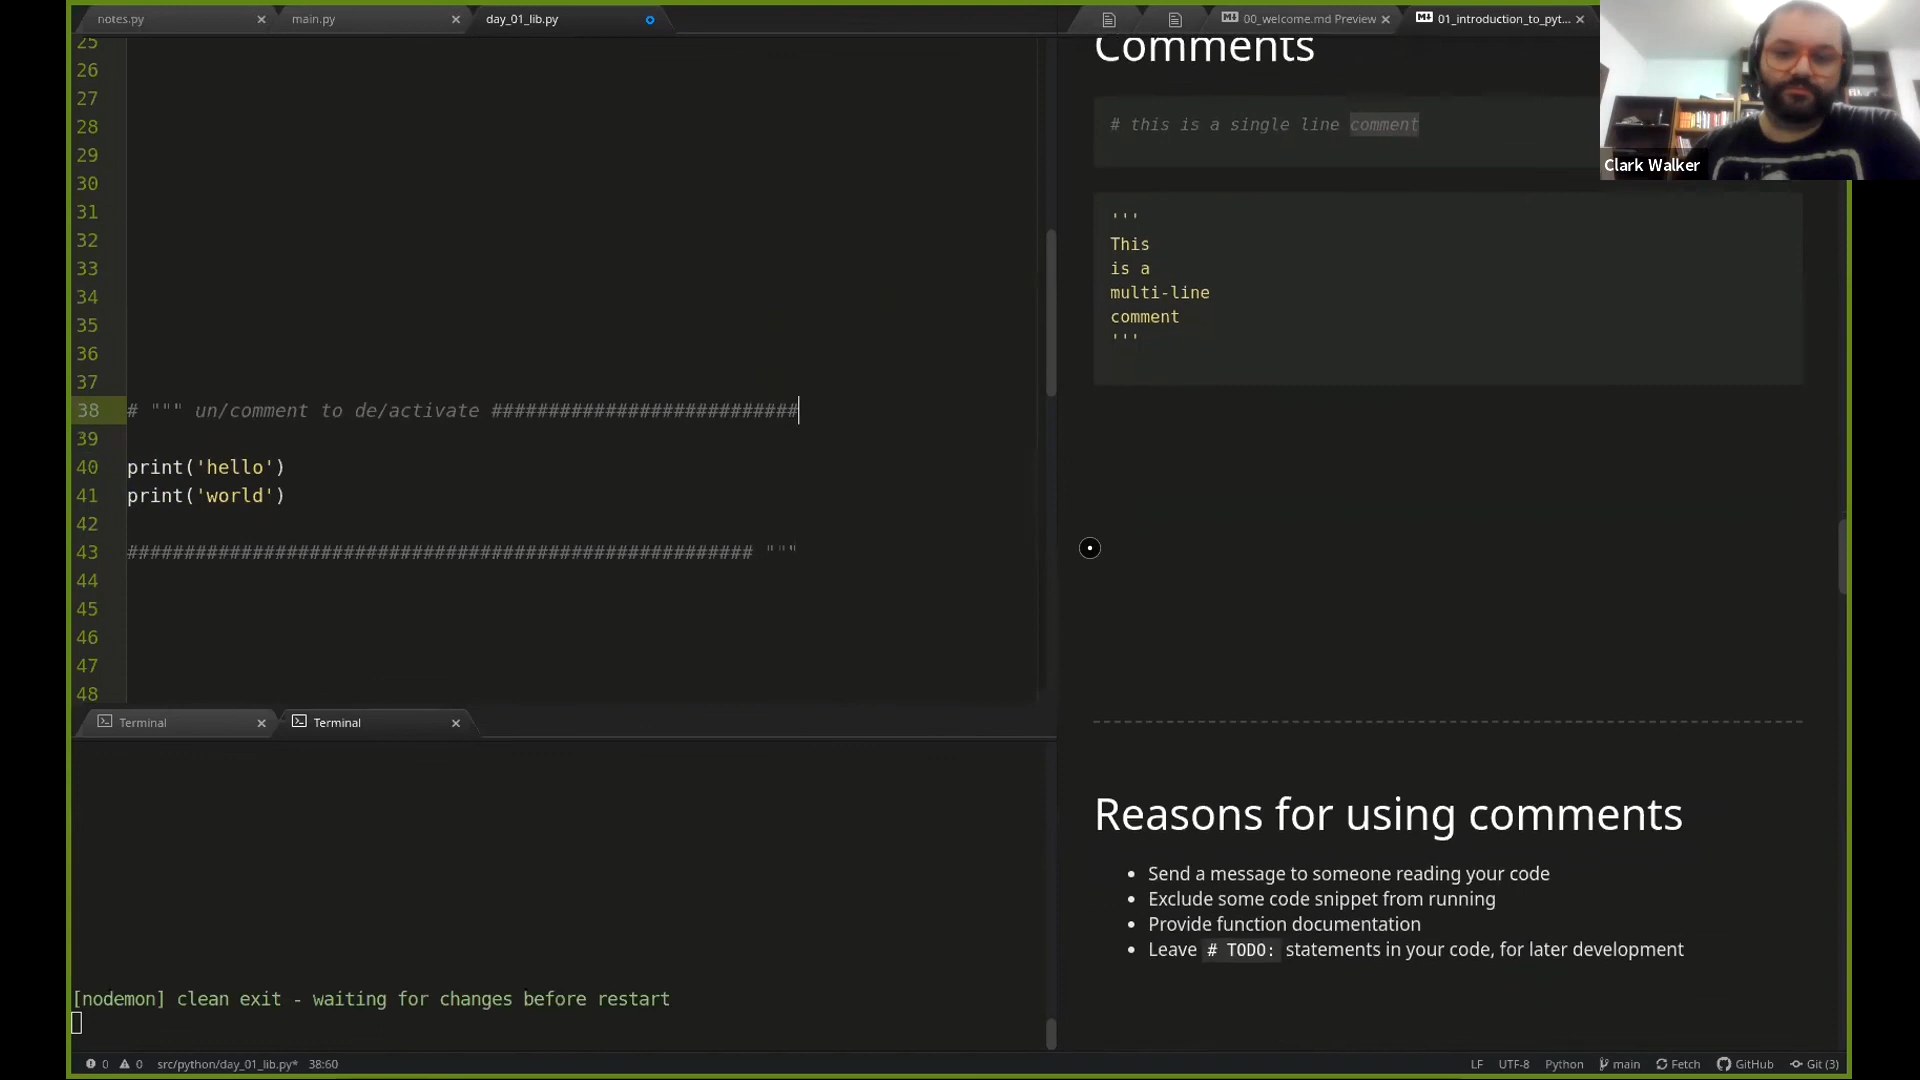 notes.py
main.py
day_01_lib.py
00_welcome.md Preview
01_introduction_to_pyt...
25
26
27
28
29
30
31
32
33
34
35
36
37
38 # """ un/comment to de/activate ###########################
39
40 print('hello')
41 print('world')
42
43 ####################################################### """
44
45
46
47
48
Terminal
Terminal
[nodemon] clean exit - waiting for changes before restart
Comments
# this is a single line comment
'''
This
is a
multi-line
comment
'''
Reasons for using comments
Send a message to someone reading your code
Exclude some code snippet from running
Provide function documentation
Leave # TODO: statements in your code, for later development
Clark Walker
0 0 src/python/day_01_lib.py* 38:60
LF UTF-8 Python main Fetch GitHub Git (3)